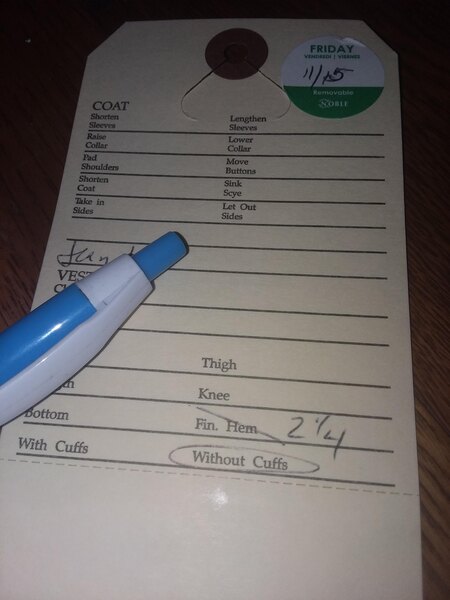 FRIDAY
VENDREDI | VIERNES
11/15
Removable
NOBLE
COAT
Shorten Sleeves
Lengthen Sleeves
Raise Collar
Lower Collar
Pad Shoulders
Move Buttons
Shorten Coat
Sink Scye
Take in Sides
Let Out Sides
VEST
Thigh
Knee
Bottom
Fin. Hem 2 1/4
With Cuffs
Without Cuffs